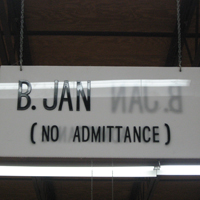 B. JAN
( NO ADMITTANCE )